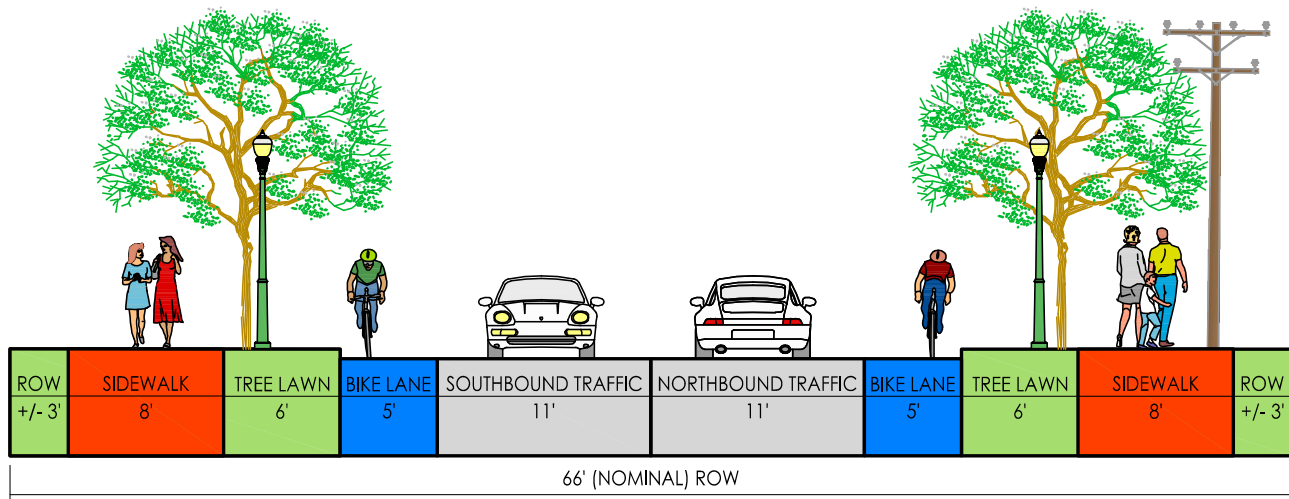 ROW
+/- 3'
SIDEWALK
8'
TREE LAWN
6'
BIKE LANE
5'
SOUTHBOUND TRAFFIC
11'
NORTHBOUND TRAFFIC
11'
BIKE LANE
5'
TREE LAWN
6'
SIDEWALK
8'
ROW
+/- 3'
66' (NOMINAL) ROW